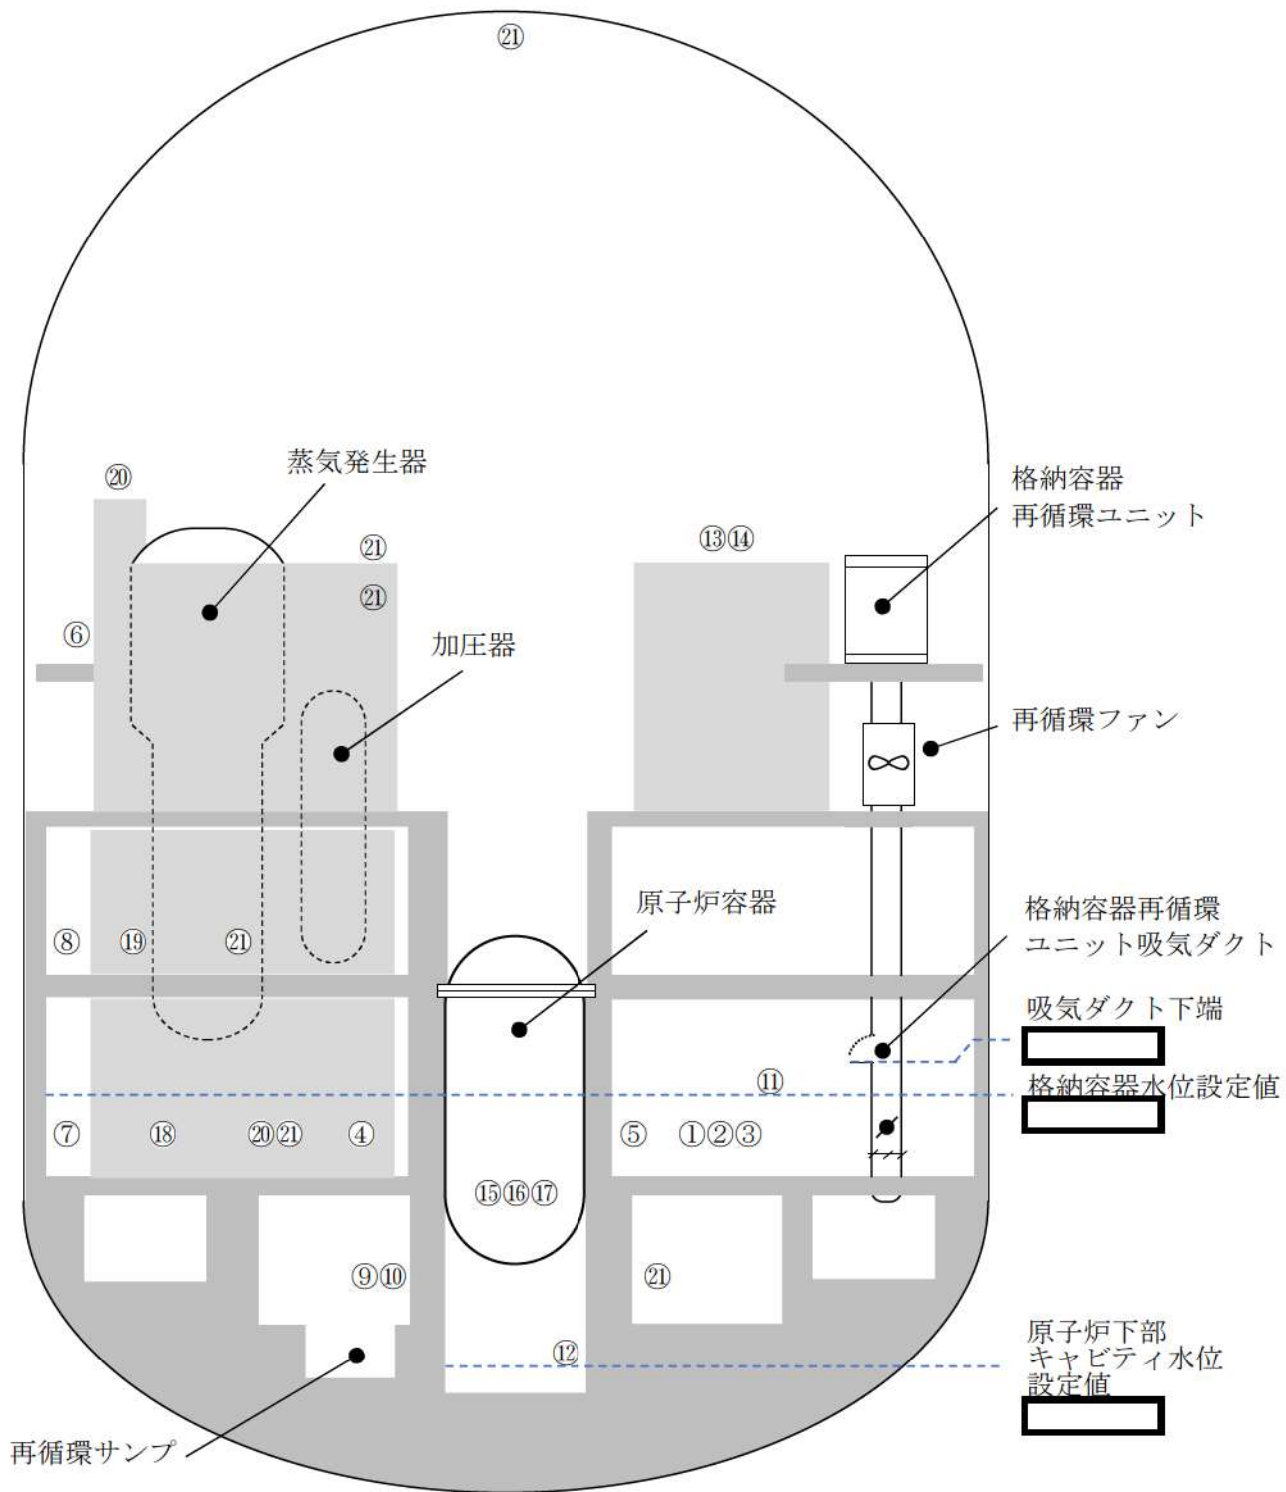 ㉑
蒸気発生器
⑳
格納容器
再循環ユニット
⑬⑭
㉑
㉑
⑥
加圧器
再循環ファン
原子炉容器
格納容器再循環
ユニット吸気ダクト
⑧
⑲
㉑
吸気ダクト下端
⑪
格納容器水位設定値
⑦
⑱
⑳㉑
④
⑤
①②③
⑮⑯⑰
⑨⑩
㉑
原子炉下部
キャビティ水位
設定値
⑫
再循環サンプ